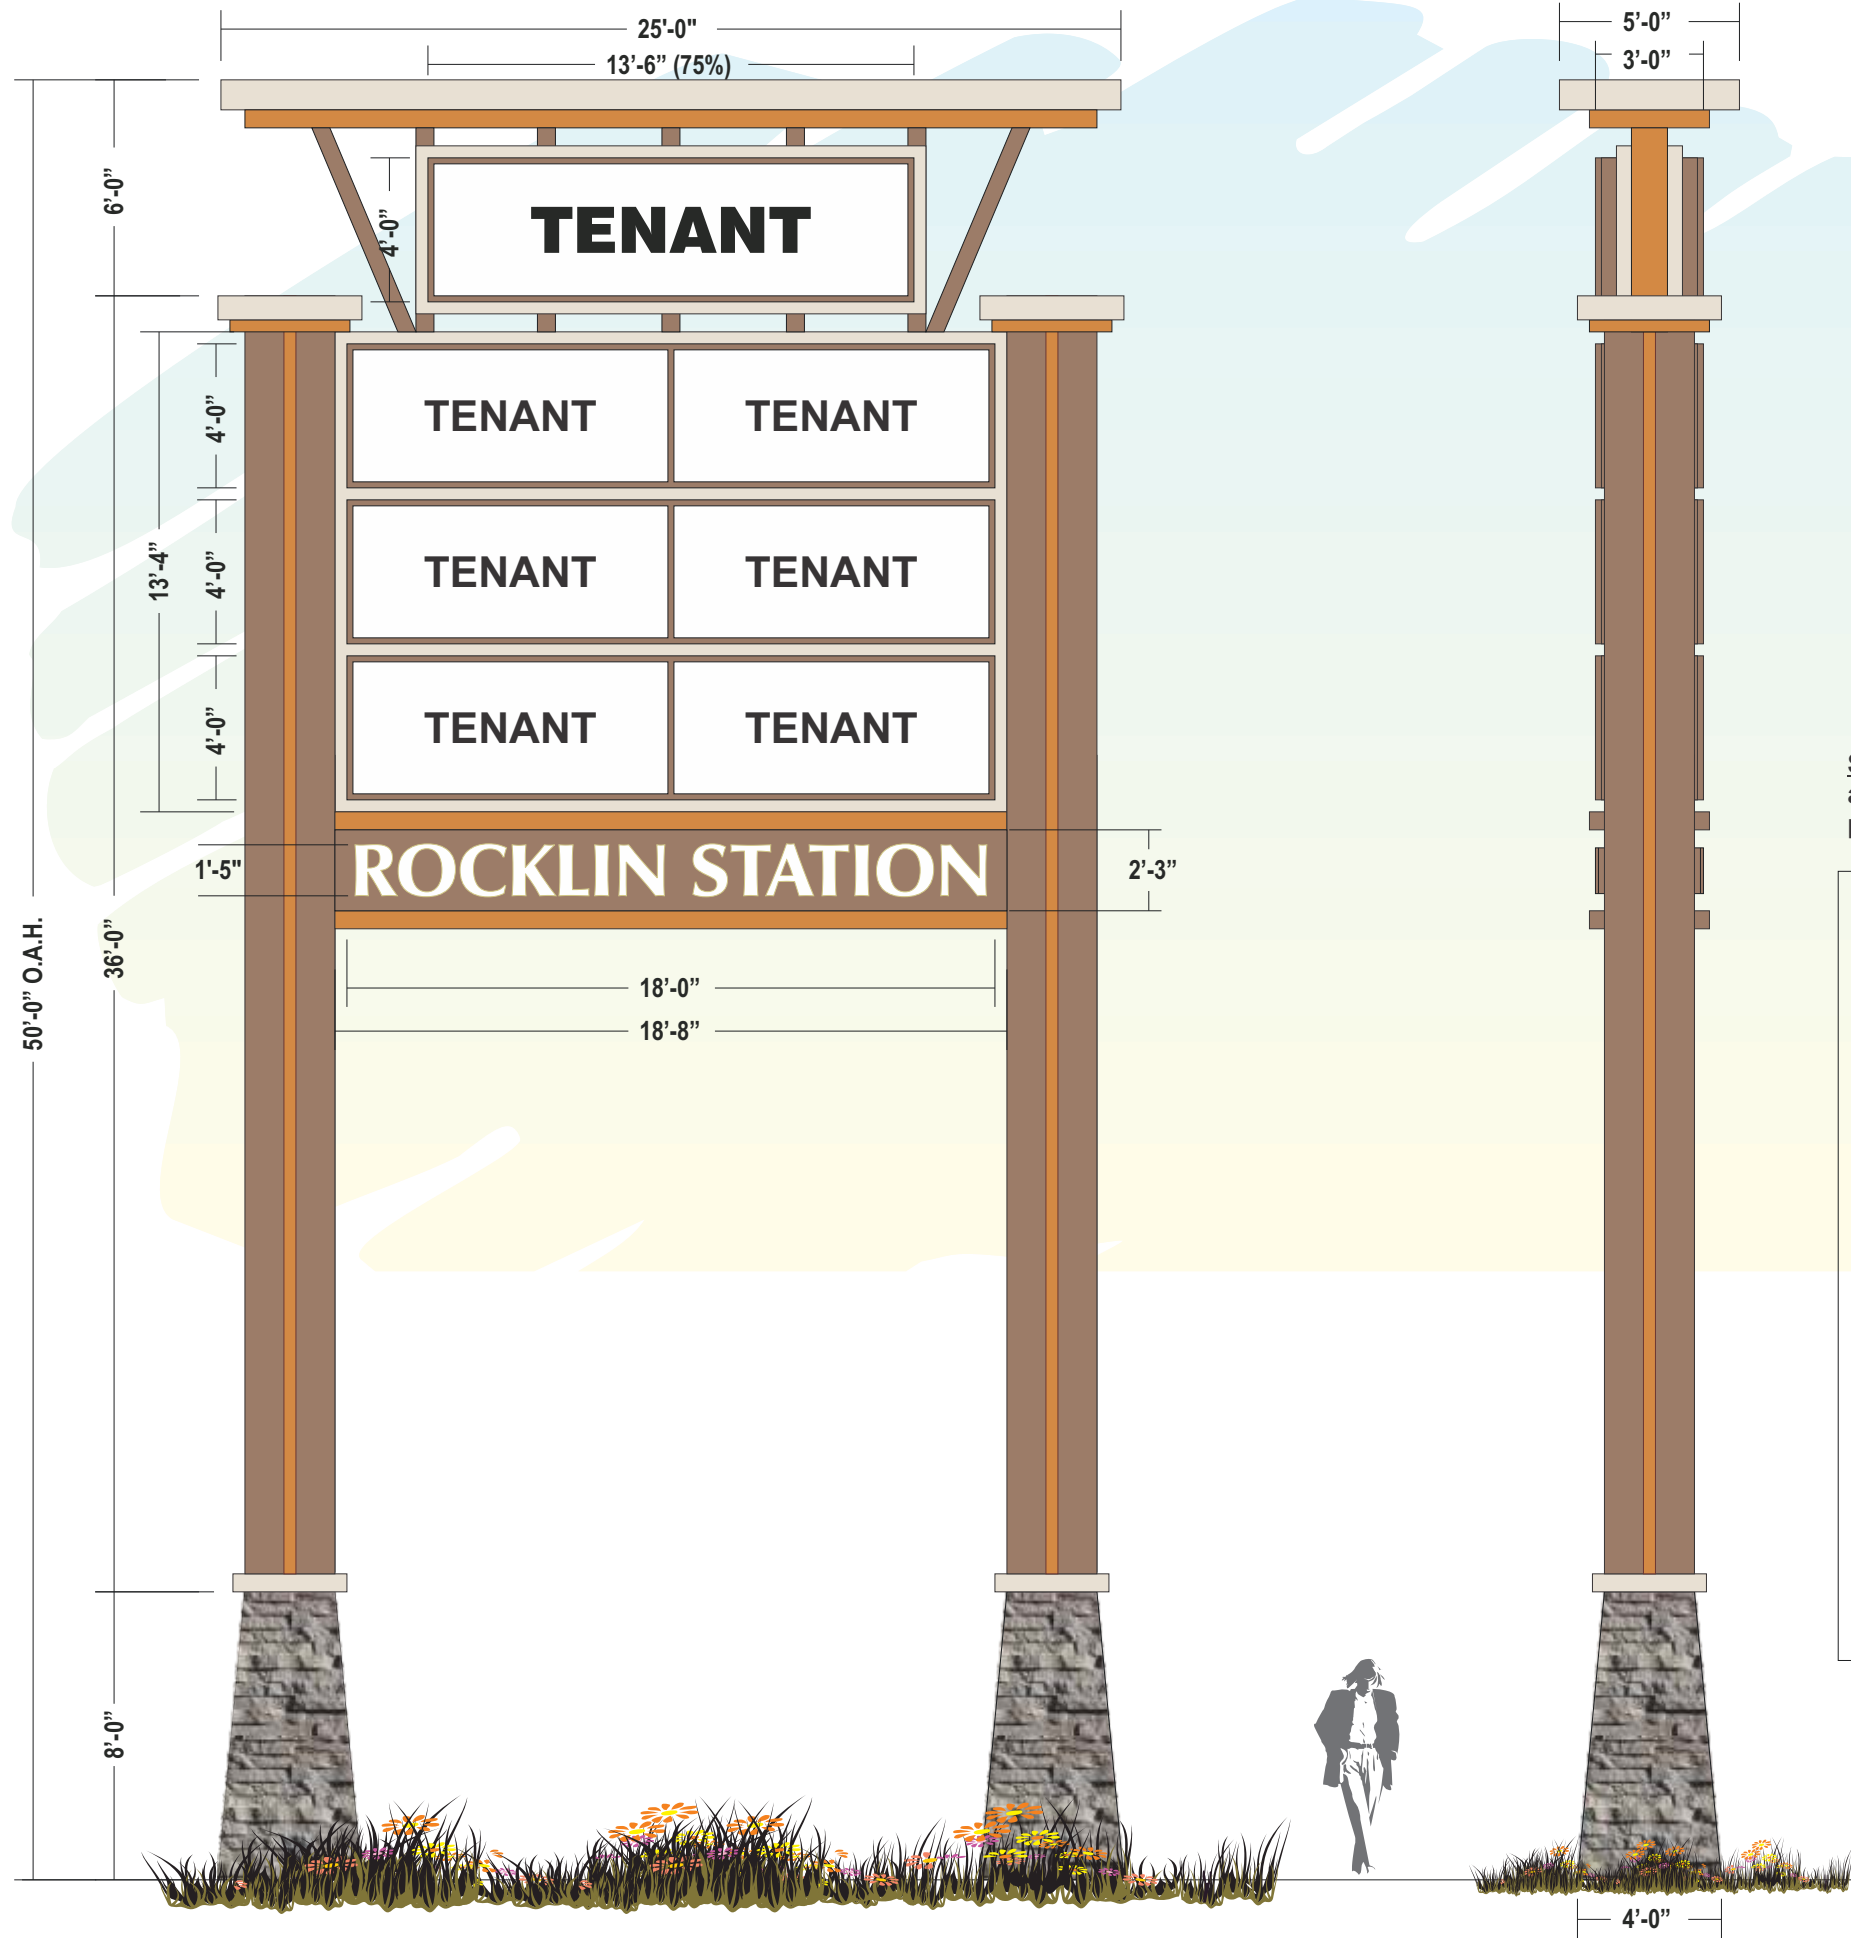 25'-0"
5’-0”
13’-6” (75%)
3’-0”
6’-0”
4’-0”
TENANT
4’-0”
TENANT TENANT
13’-4”
4’-0”
TENANT TENANT
4’-0”
TENANT TENANT
1'-5"
ROCKLIN STATION
2’-3”
50’-0” O.A.H.
36’-0”
18’-0”
18’-8”
8’-0”
4’-0”